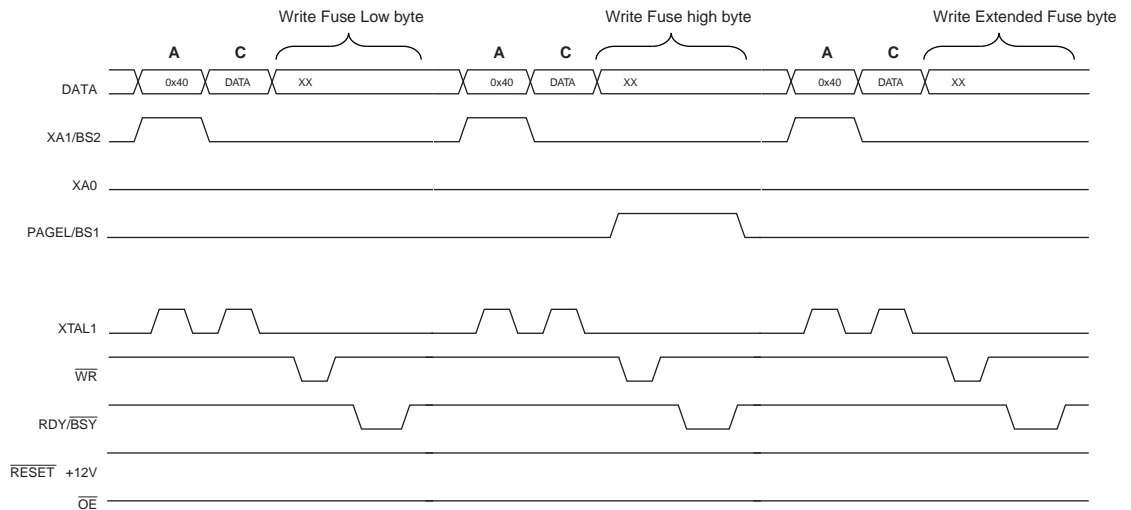 Write Fuse Low byte
Write Fuse high byte
Write Extended Fuse byte
A
C
A
C
A
C
DATA
0x40
DATA
XX
0x40
DATA
XX
0x40
DATA
XX
XA1/BS2
XA0
PAGEL/BS1
XTAL1
WR
RDY/BSY
RESET +12V
OE